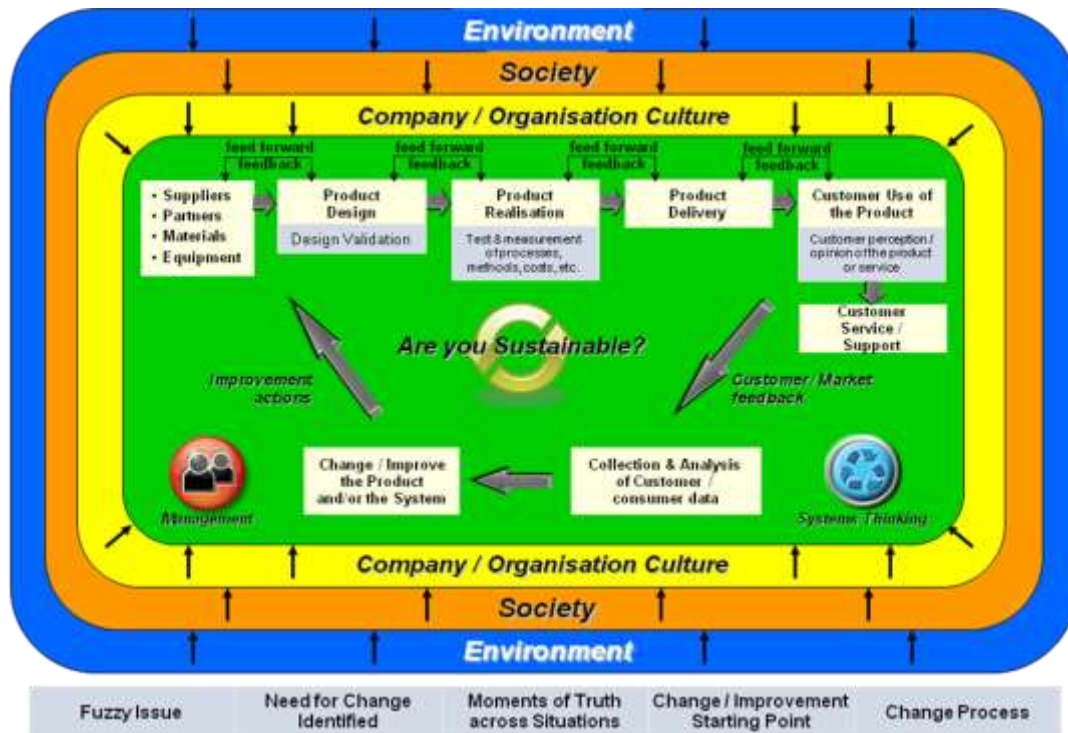 Environment
Society
Company / Organisation Culture
feed forward
feedback
feed forward
feedback
feed forward
feedback
feed forward
feedback
• Suppliers
• Partners
• Materials
• Equipment
Product
Design
Design Validation
Product
Realisation
Test & measurement
of processes,
methods, costs, etc.
Product
Delivery
Customer Use of
the Product
Customer perception /
opinion of the product
or service
Customer
Service /
Support
Are you Sustainable?
Improvement
actions
Customer / Market
feedback
Change / Improve
the Product
and/or the System
Collection & Analysis
of Customer /
consumer data
Management
Systems Thinking
Company / Organisation Culture
Society
Environment
Fuzzy Issue
Need for Change
Identified
Moments of Truth
across Situations
Change / Improvement
Starting Point
Change Process